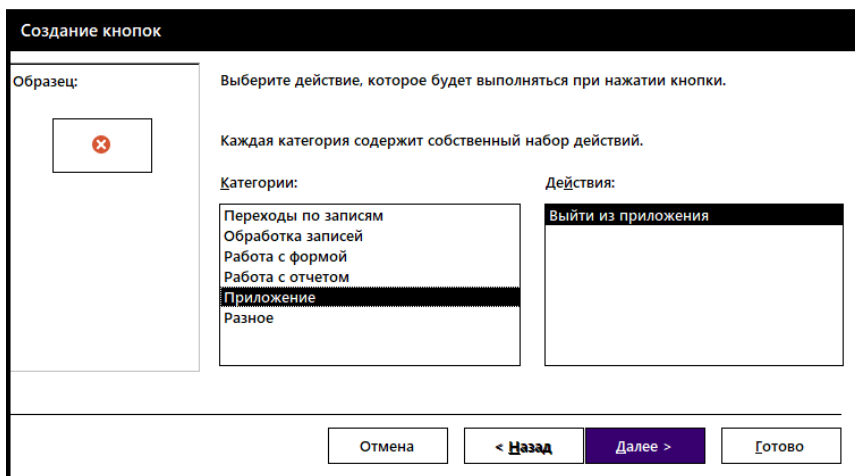 Создание кнопок
Образец:
Выберите действие, которое будет выполняться при нажатии кнопки.
Каждая категория содержит собственный набор действий.
Категории:
Действия:
Переходы по записям
Обработка записей
Работа с формой
Работа с отчетом
Приложение
Разное
Выйти из приложения
Отмена
< Назад
Далее >
Готово